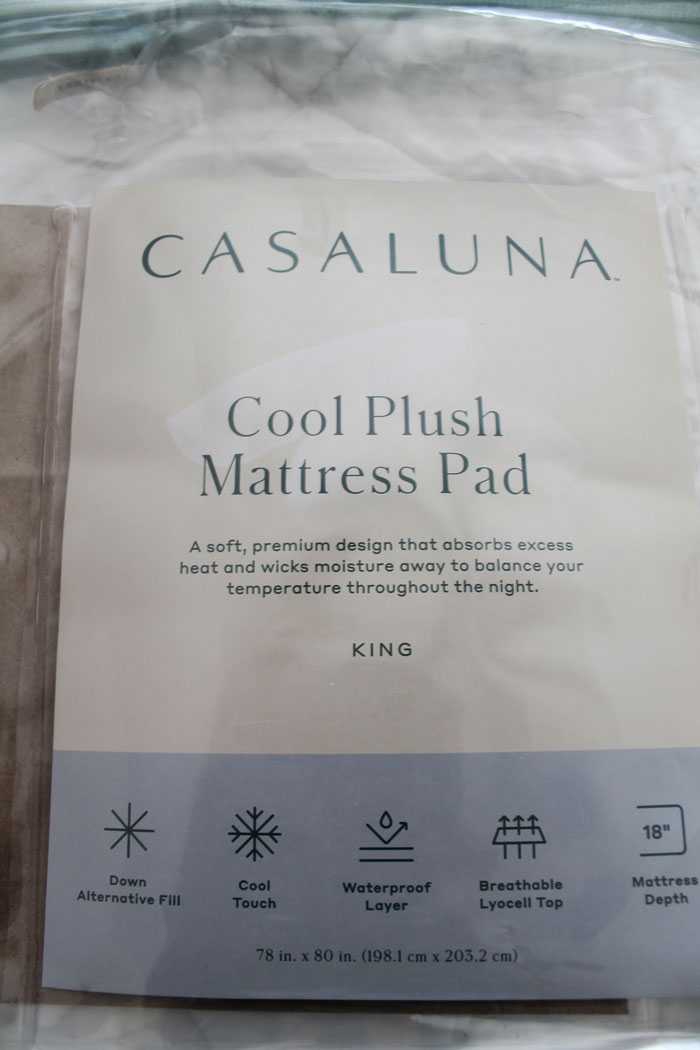 CASALUNA™
Cool Plush
Mattress Pad
A soft, premium design that absorbs excess
heat and wicks moisture away to balance your
temperature throughout the night.
KING
Down
Alternative Fill
Cool
Touch
Waterproof
Layer
Breathable
Lyocell Top
18"
Mattress
Depth
78 in. x 80 in. (198.1 cm x 203.2 cm)